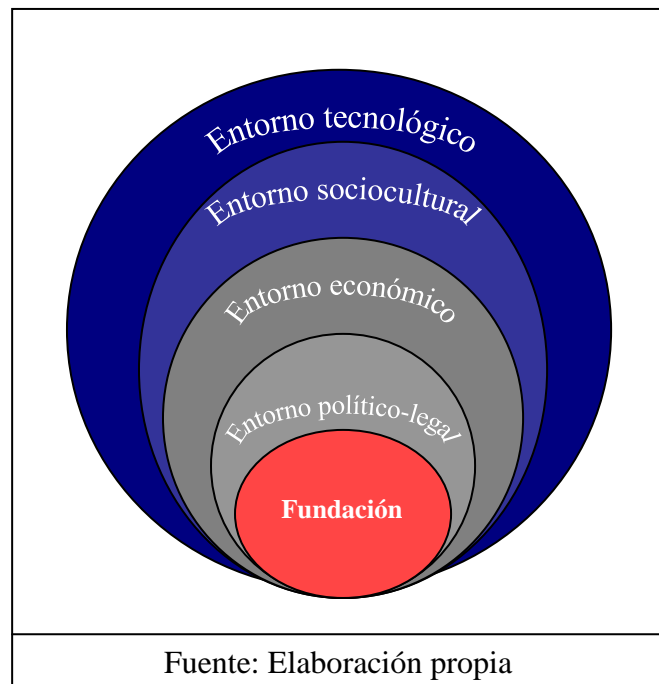 Entorno tecnológico
Entorno sociocultural
Entorno económico
Entorno político-legal
Fundación
Fuente: Elaboración propia